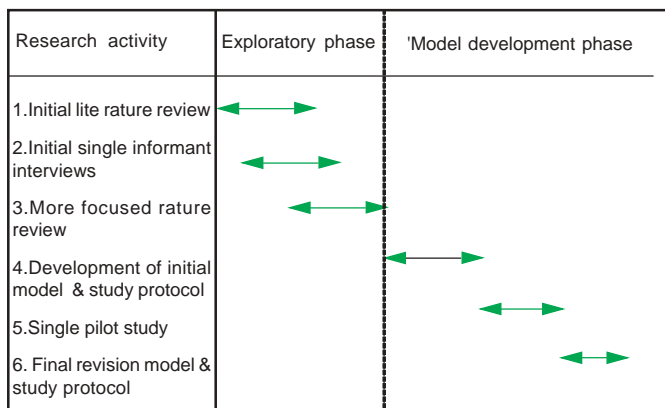 Research activity
Exploratory phase
'Model development phase
1.Initial lite rature review
2.Initial single informant
interviews
3.More focused rature
review
4.Development of initial
model & study protocol
5.Single pilot study
6. Final revision model &
study protocol